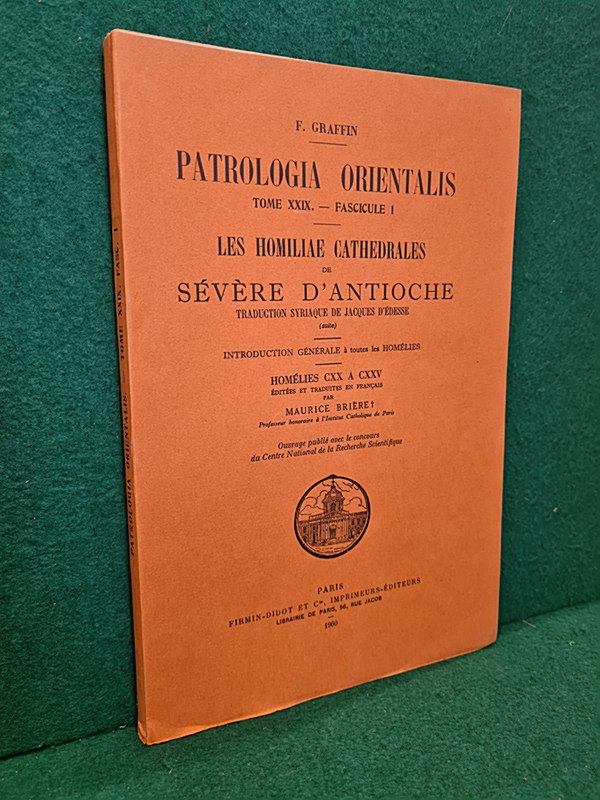 F. GRAFFIN
PATROLOGIA ORIENTALIS
TOME XXIX. — FASCICULE 1
LES HOMILIAE CATHEDRALES
DE
SÉVÈRE D'ANTIOCHE
TRADUCTION SYRIAQUE DE JACQUES D'ÉDESSE
(suite)
INTRODUCTION GÉNÉRALE à toutes les HOMÉLIES
HOMÉLIES CXX A CXXV
ÉDITÉES ET TRADUITES EN FRANÇAIS
PAR
MAURICE BRIÈRE†
Professeur honoraire à l'Institut Catholique de Paris
Ouvrage publié avec le concours
du Centre National de la Recherche Scientifique
PARIS
FIRMIN-DIDOT ET Cie, IMPRIMEURS-ÉDITEURS
LIBRAIRIE DE PARIS, 56, RUE JACOB
1960
PATROLOGIA ORIENTALIS. — TOME XXIX. FASC. 1